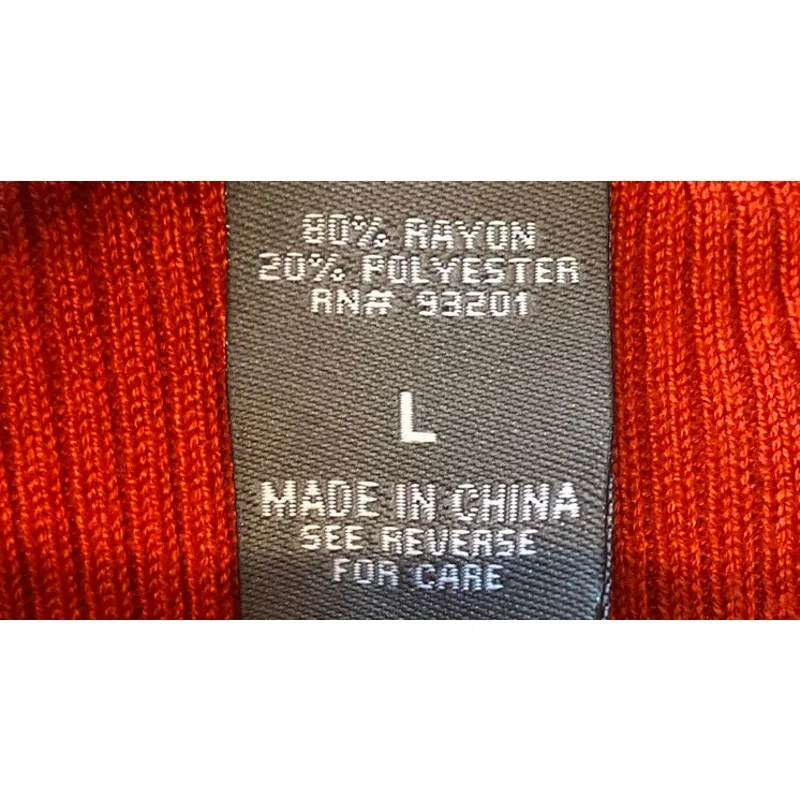 80% RAYON
20% POLYESTER
RN# 93201
L
MADE IN CHINA
SEE REVERSE
FOR CARE